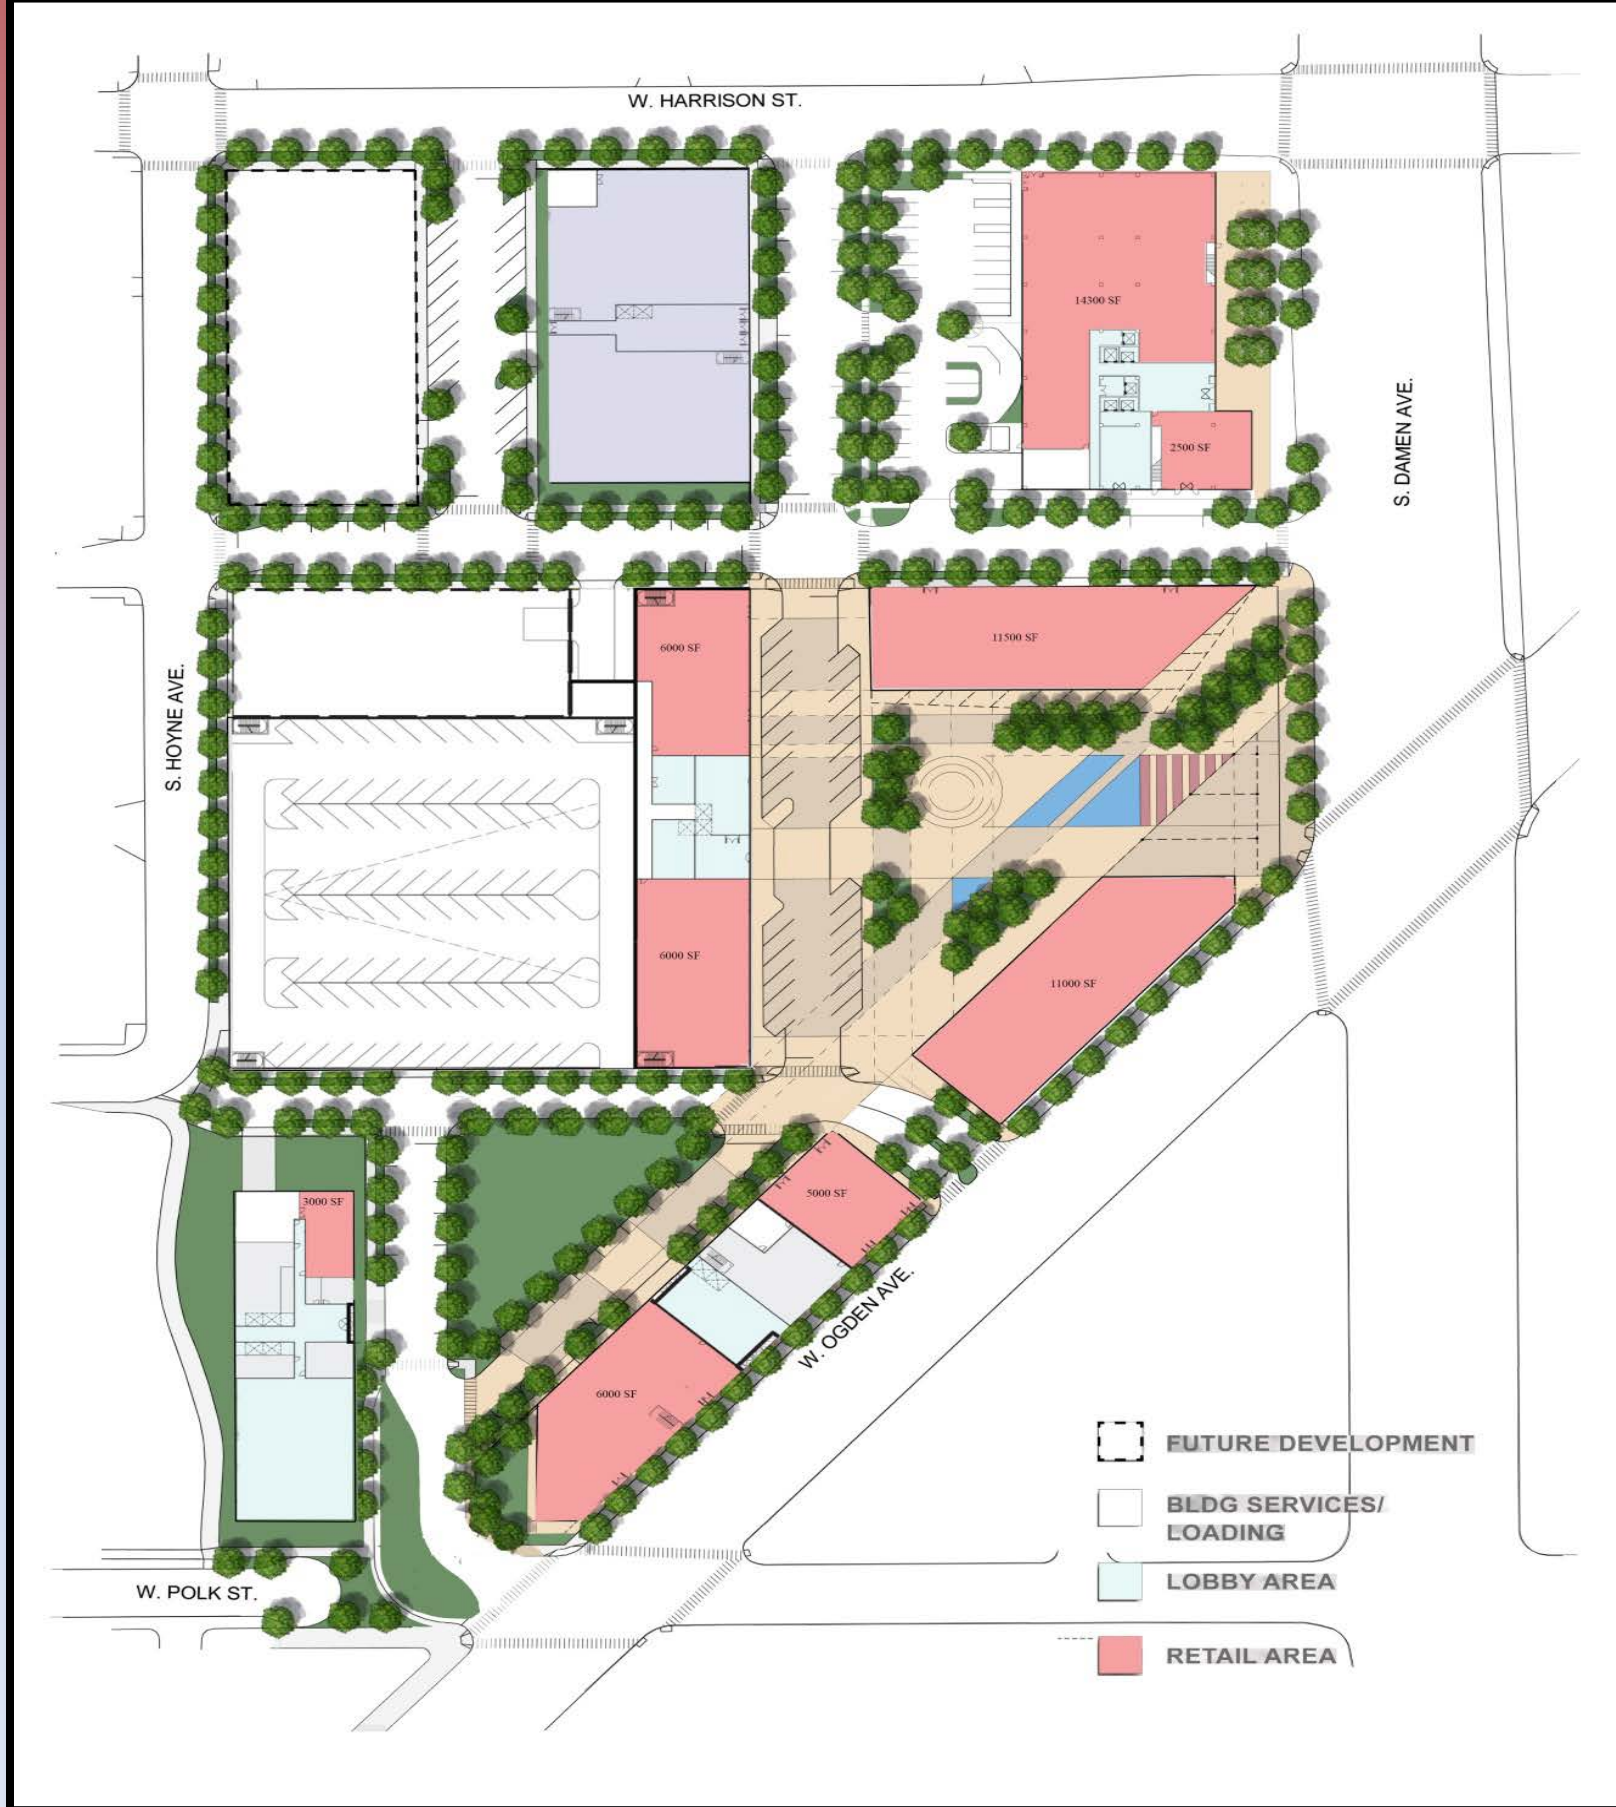 W. HARRISON ST.
14300 SF
2500 SF
S. DAMEN AVE.
6000 SF
11500 SF
S. HOYNE AVE.
6000 SF
11000 SF
3000 SF
5000 SF
W. OGDEN AVE.
6000 SF
FUTURE DEVELOPMENT
BLDG SERVICES/
LOADING
W. POLK ST.
LOBBY AREA
RETAIL AREA